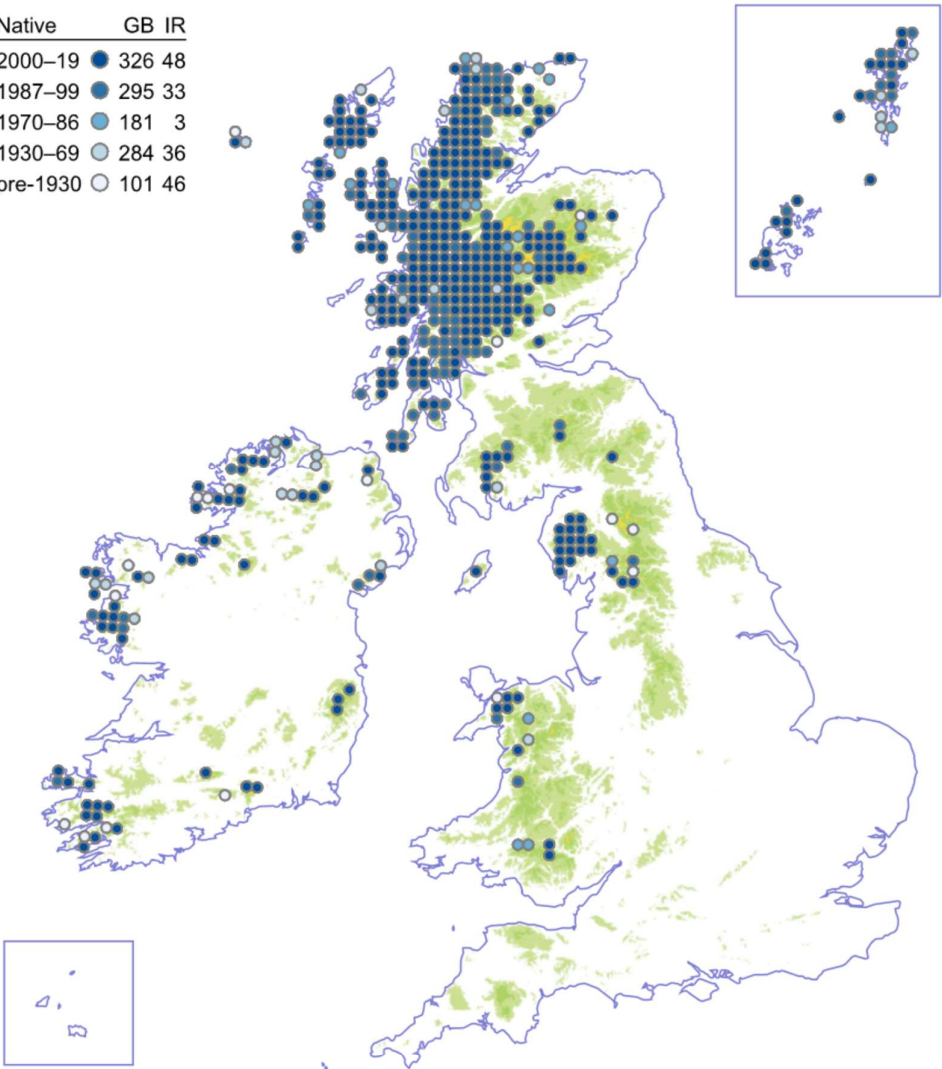 Native GB IR
2000–19 326 48
1987–99 295 33
1970–86 181 3
1930–69 284 36
ore-1930 101 46